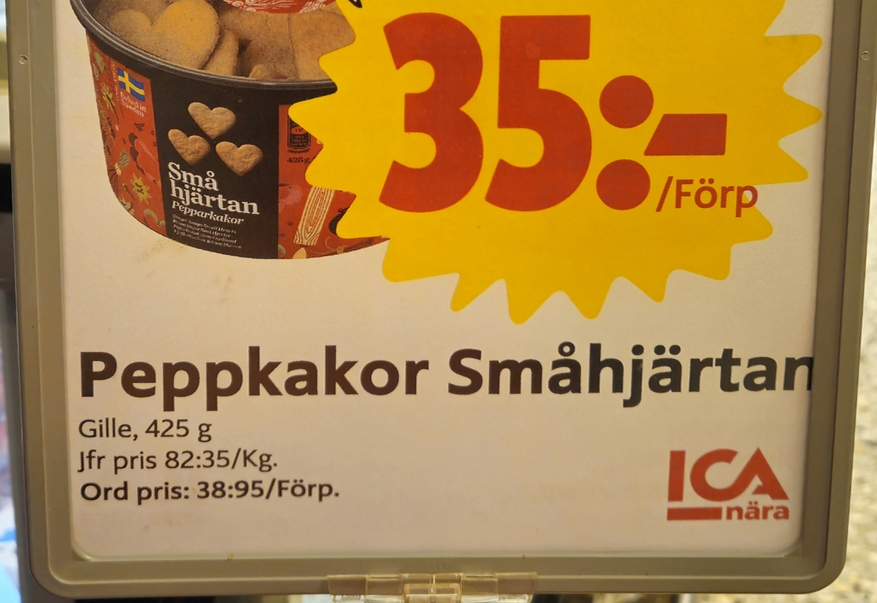 Små
hjärtan
Pepparkakor
35:-
/Förp
Peppkakor Småhjärtan
Gille, 425 g
Jfr pris 82:35/Kg.
Ord pris: 38:95/Förp.
ICA
nära